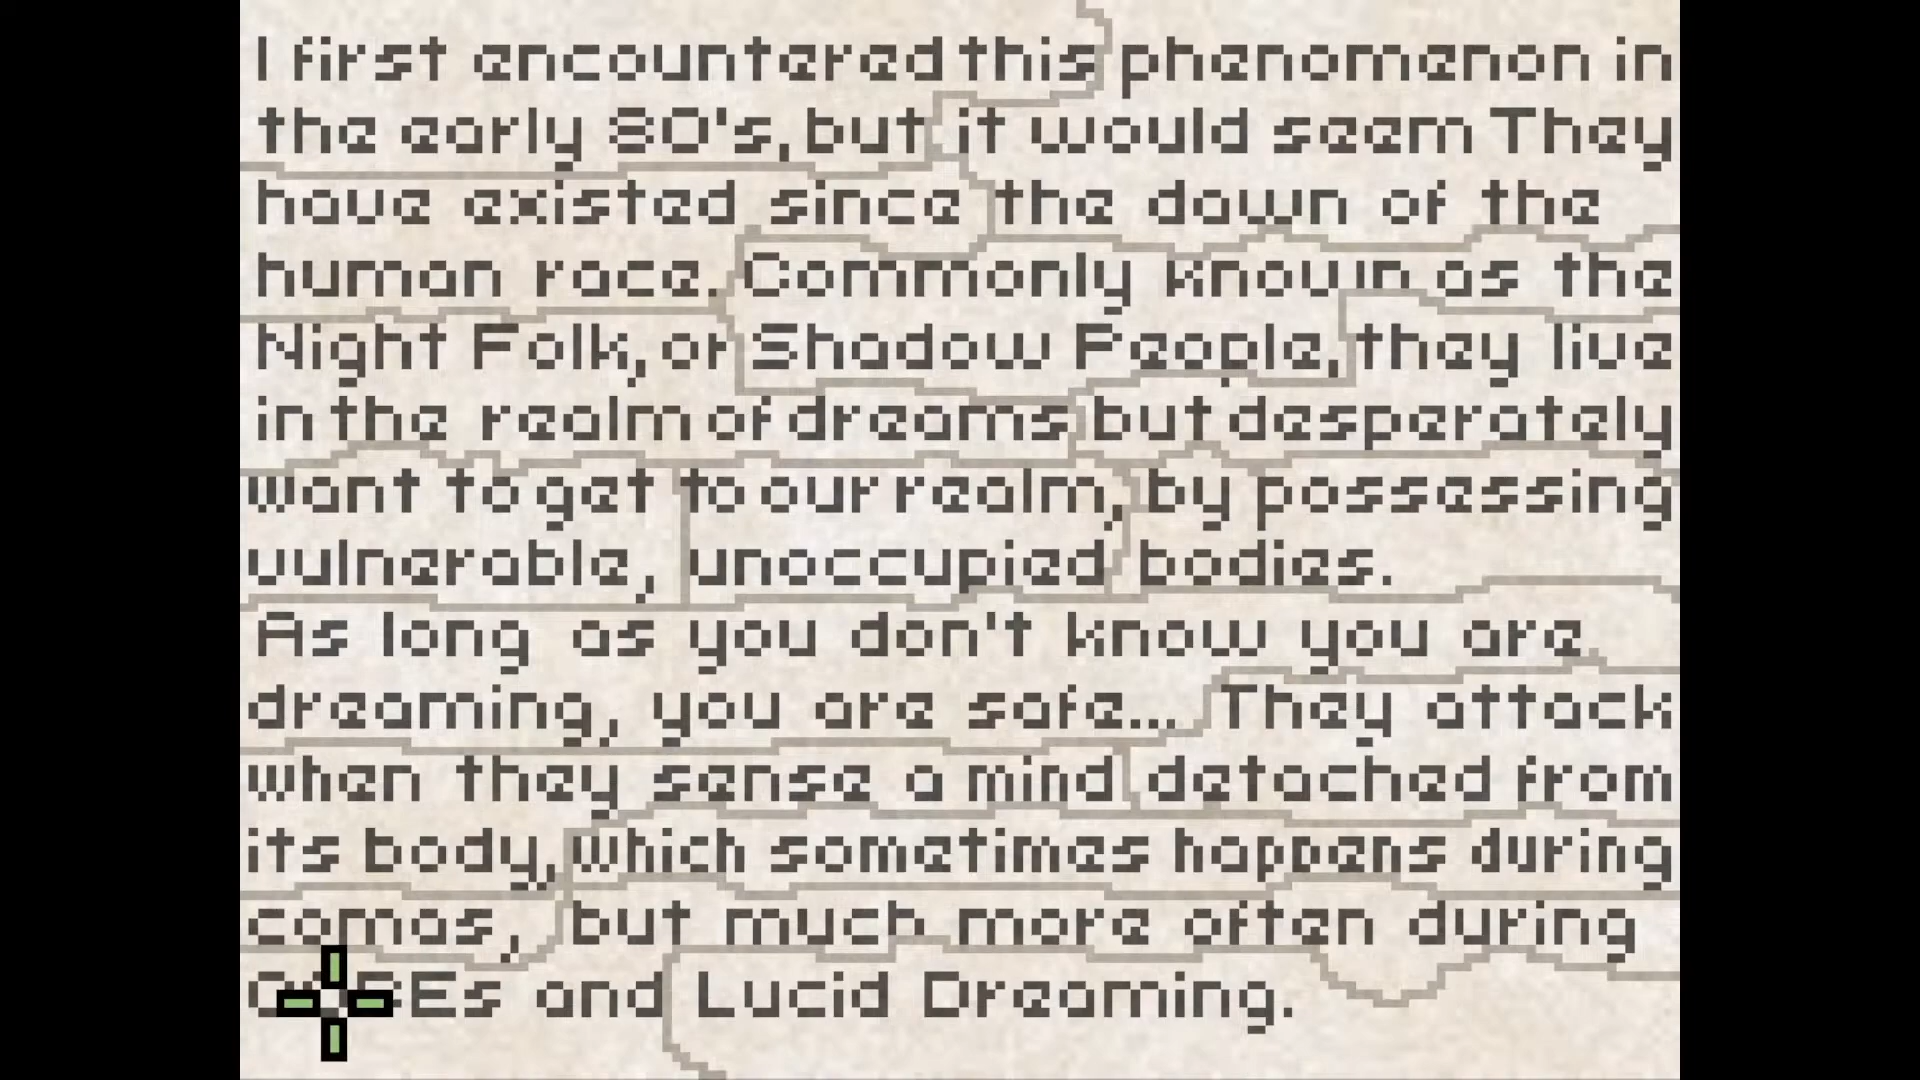 I first encountered this phenomenon in
the early 80's, but it would seem They
have existed since the dawn of the
human race. Commonly known as the
Night Folk, or Shadow People, they live
in the realm of dreams but desperately
want to get to our realm, by possessing
vulnerable, unoccupied bodies.
As long as you don't know you are
dreaming, you are safe... They attack
when they sense a mind detached from
its body, which sometimes happens during
comas, but much more often during
and Lucid Dreaming.